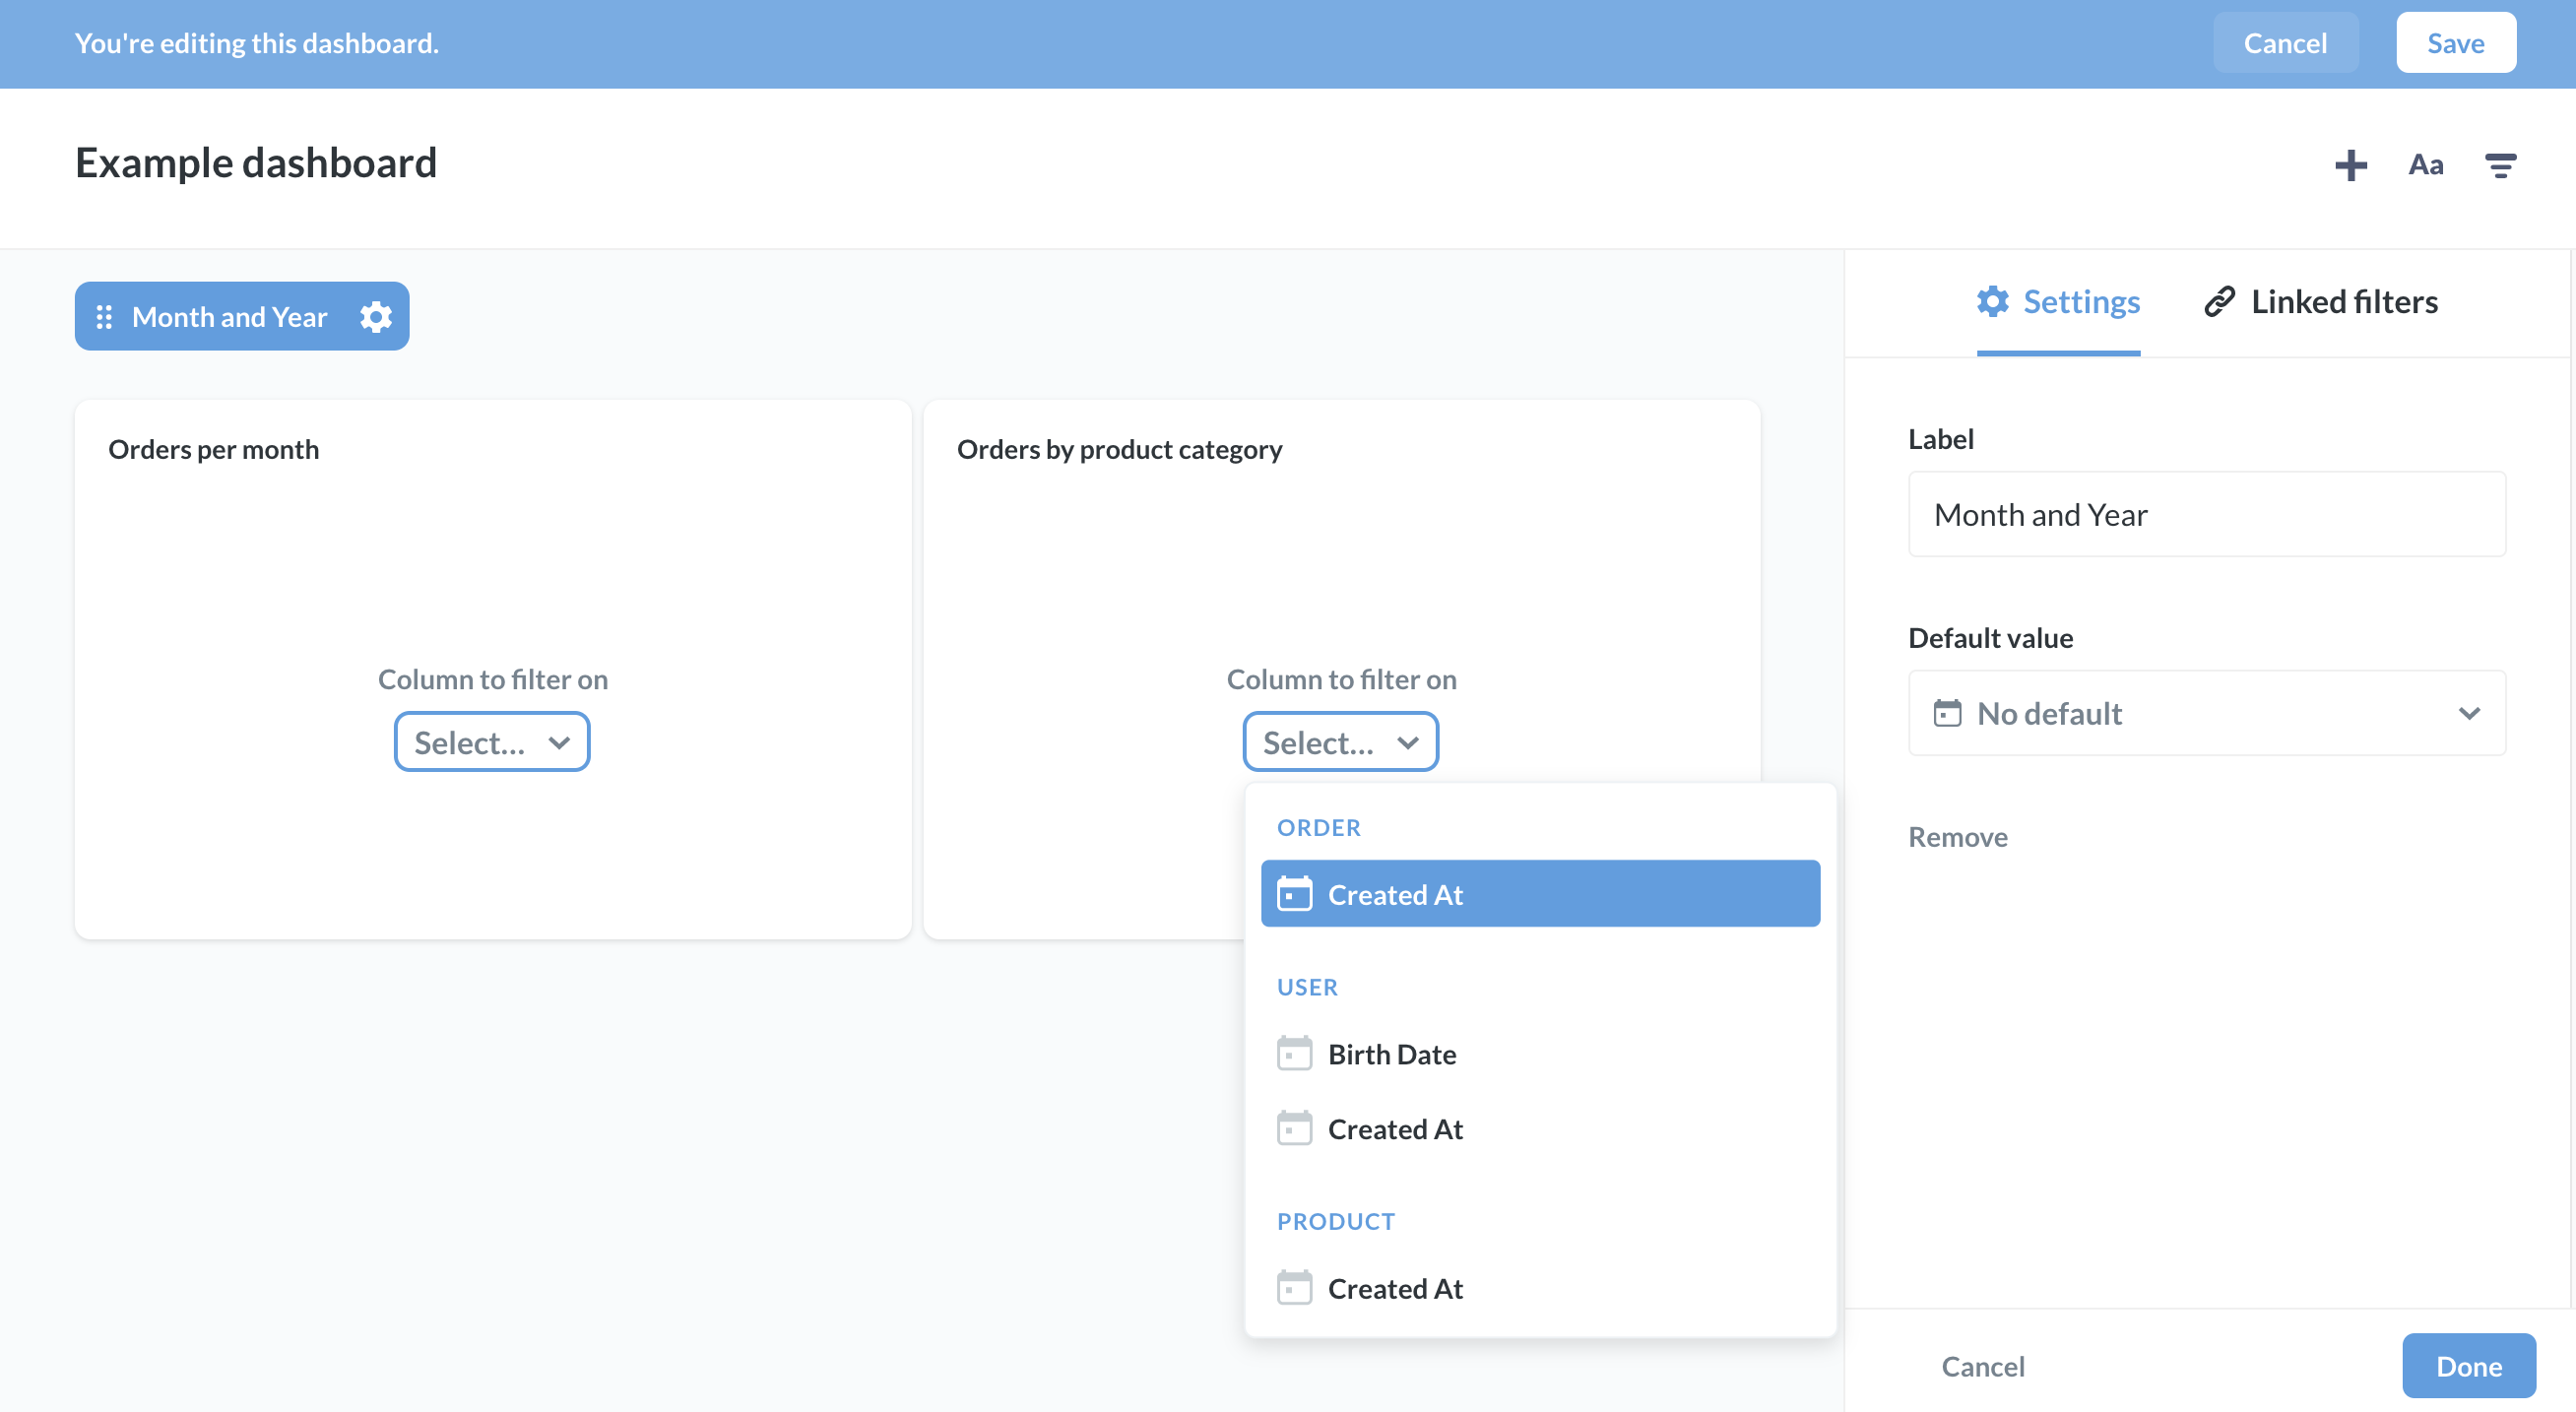 You're editing this dashboard.
Cancel
Save
Example dashboard
Aa
Month and Year
Settings
Linked filters
Orders per month
Column to filter on
Select...
Orders by product category
Column to filter on
Select...
ORDER
Created At
USER
Birth Date
Created At
PRODUCT
Created At
Label
Month and Year
Default value
No default
Remove
Cancel
Done